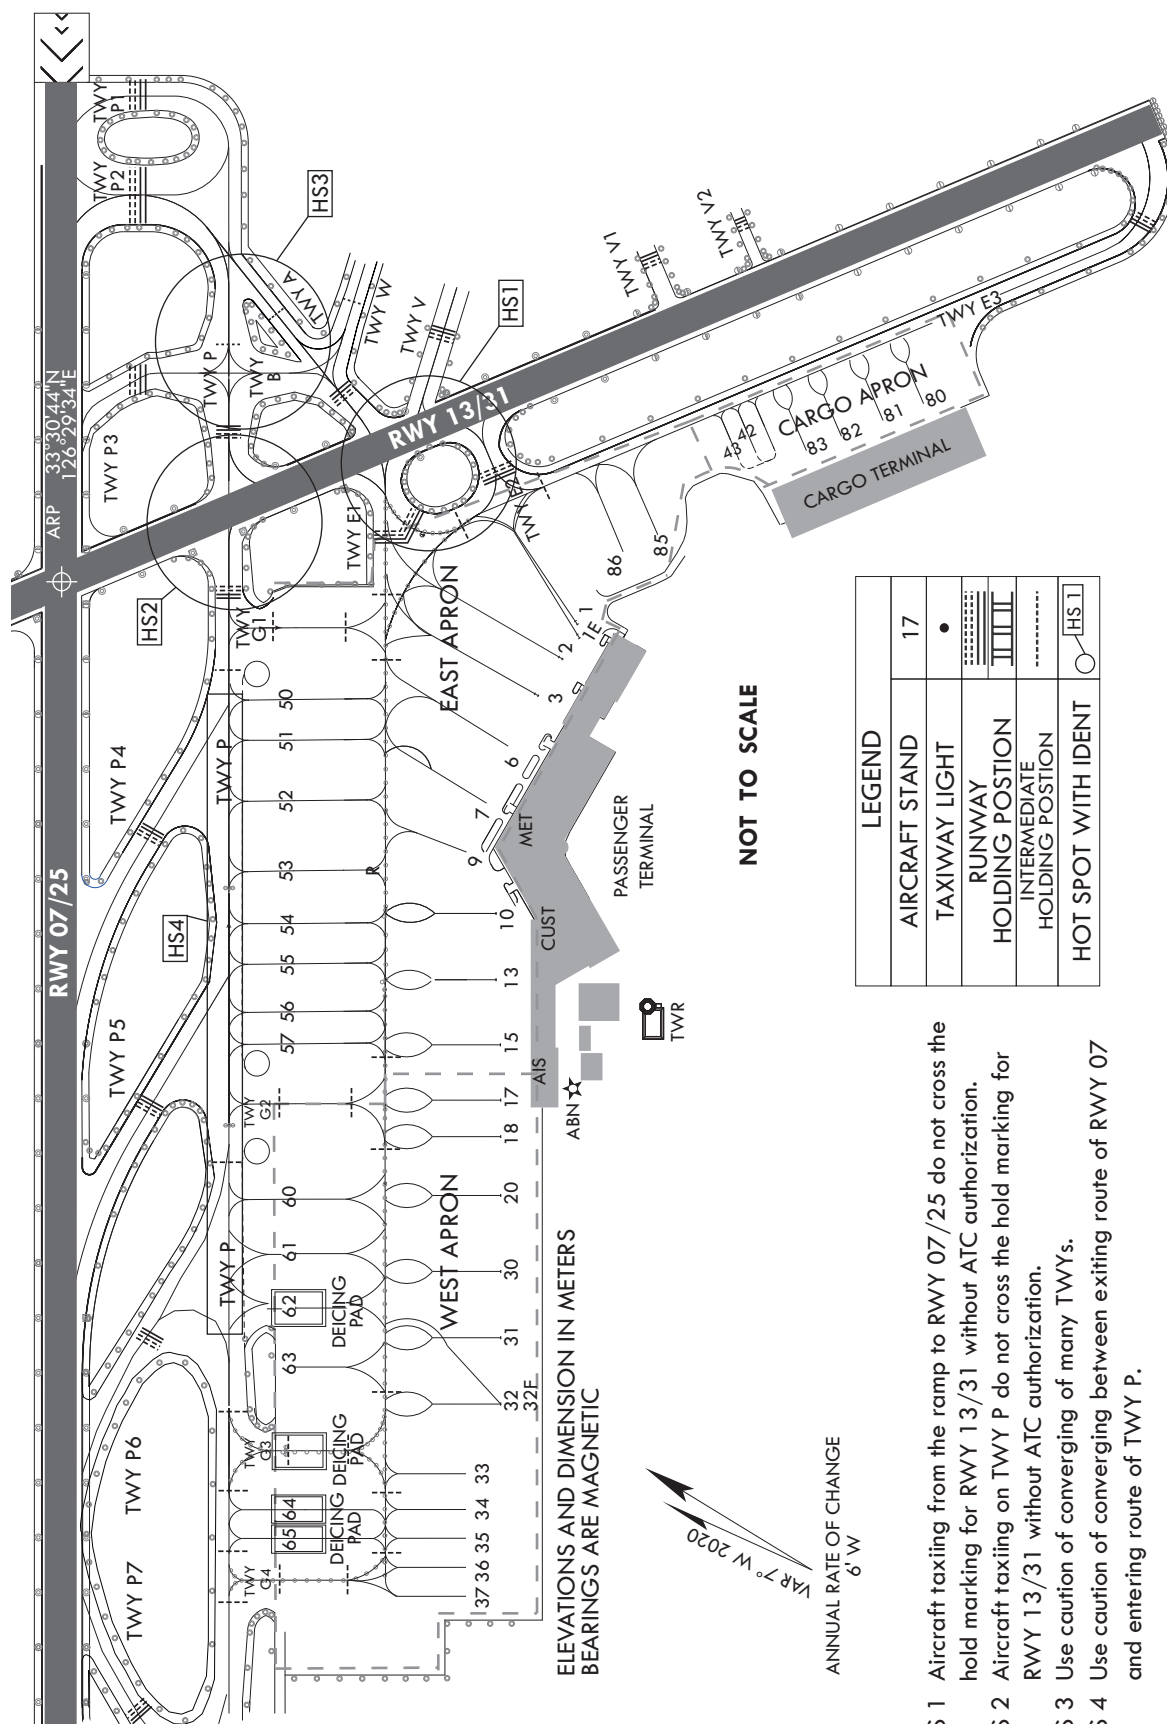 RWY 07/25
ARP
33°30'44"N
126°29'34"E
TWY P1
TWY P2
TWY P3
TWY P4
TWY P5
TWY P6
TWY P7
HS3
HS1
HS2
HS4
TWY A
TWY W
TWY V
TWY V1
TWY V2
TWY P
TWY B
RWY 13/31
TWY E1
TWY E2
TWY E3
TWY P
TWY P
TWY G1
TWY G2
TWY G3
TWY G4
EAST APRON
WEST APRON
CARGO APRON
CARGO TERMINAL
43
42
83
82
81
80
86
85
1
1E
2
3
6
7
9
10
13
15
17
18
20
30
31
32
32F
33
34
35
36
37
50
51
52
53
54
55
56
57
60
61
62
63
64
65
R
DEICING
PAD
DEICING
PAD
DEICING
PAD
MET
CUST
AIS
ABN
TWR
PASSENGER
TERMINAL
NOT TO SCALE
ELEVATIONS AND DIMENSION IN METERS
BEARINGS ARE MAGNETIC
VAR 7° W 2020
ANNUAL RATE OF CHANGE
6' W
LEGEND
AIRCRAFT STAND 17
TAXIWAY LIGHT
RUNWAY
HOLDING POSTION
INTERMEDIATE
HOLDING POSTION
HOT SPOT WITH IDENT HS 1
S 1 Aircraft taxiing from the ramp to RWY 07/25 do not cross the
hold marking for RWY 13/31 without ATC authorization.
S 2 Aircraft taxiing on TWY P do not cross the hold marking for
RWY 13/31 without ATC authorization.
S 3 Use caution of converging of many TWYs.
S 4 Use caution of converging between exiting route of RWY 07
and entering route of TWY P.